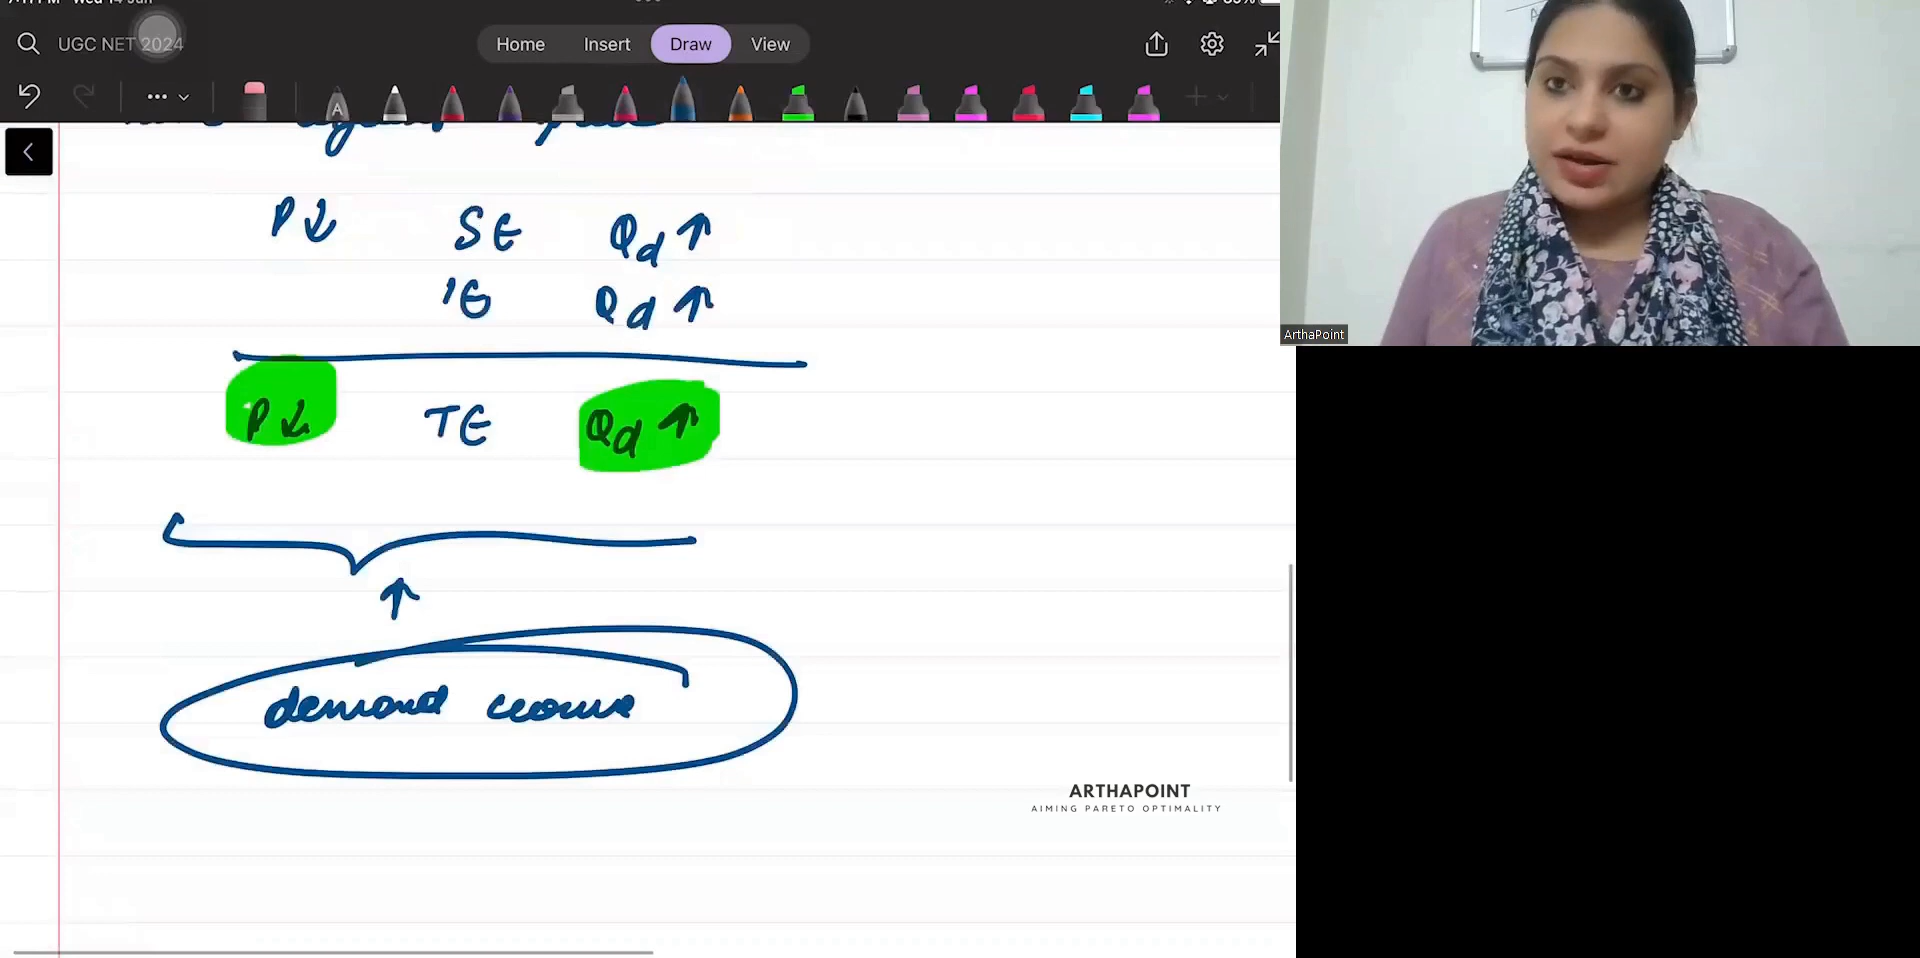 UGC NET 2024
Home Insert Draw View
A
P↓ SE Qd↑
IE Qd↑
P↓ TE Qd↑
↑
demand
ArthaPoint
ARTHAPOINT
AIMING PARETO OPTIMALITY